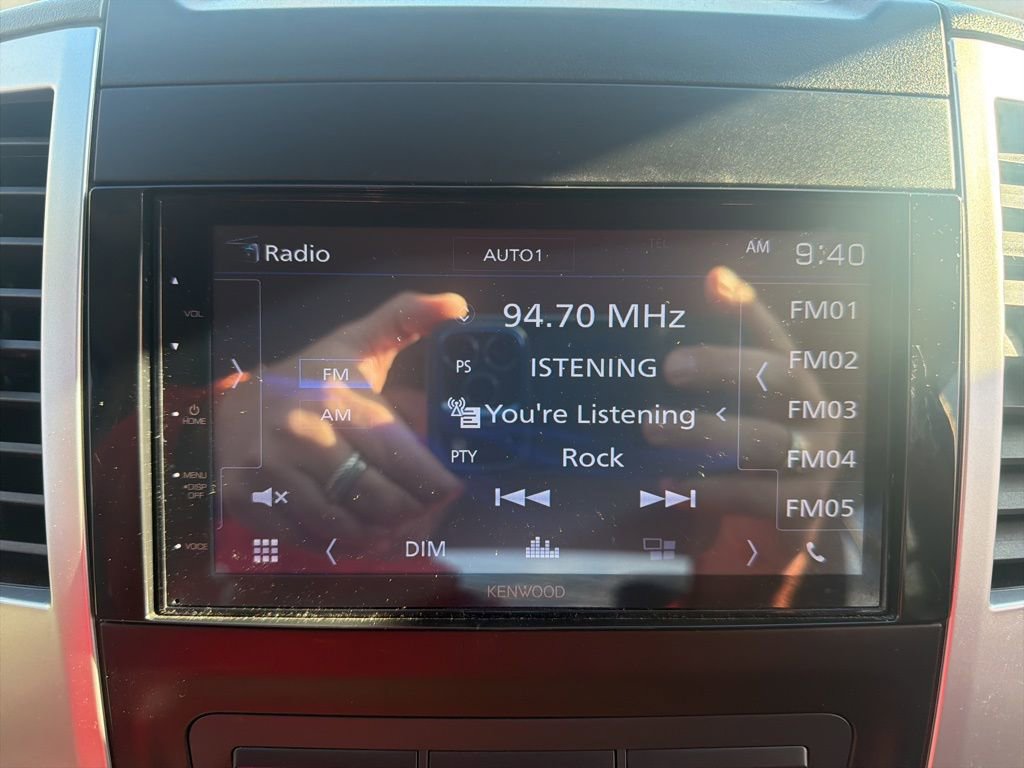 Radio
AUTO1
TEL
AM 9:40
VOL
94.70 MHz
FM01
PS ISTENING
FM02
FM
You're Listening
FM03
AM
HOME
PTY Rock
FM04
MENU
•DISP
OFF
FM05
VOICE
DIM
KENWOOD